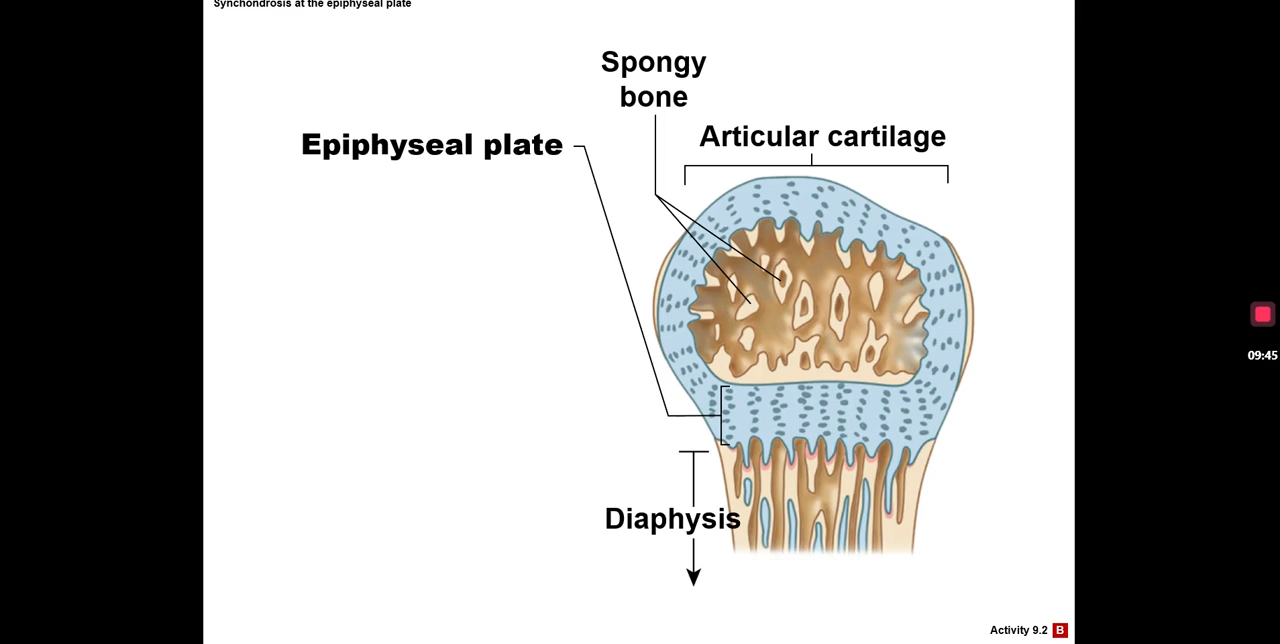 Synchondrosis at the epiphyseal plate
Spongy
bone
Articular cartilage
Epiphyseal plate
Diaphysis
09:45
Activity 9.2 B